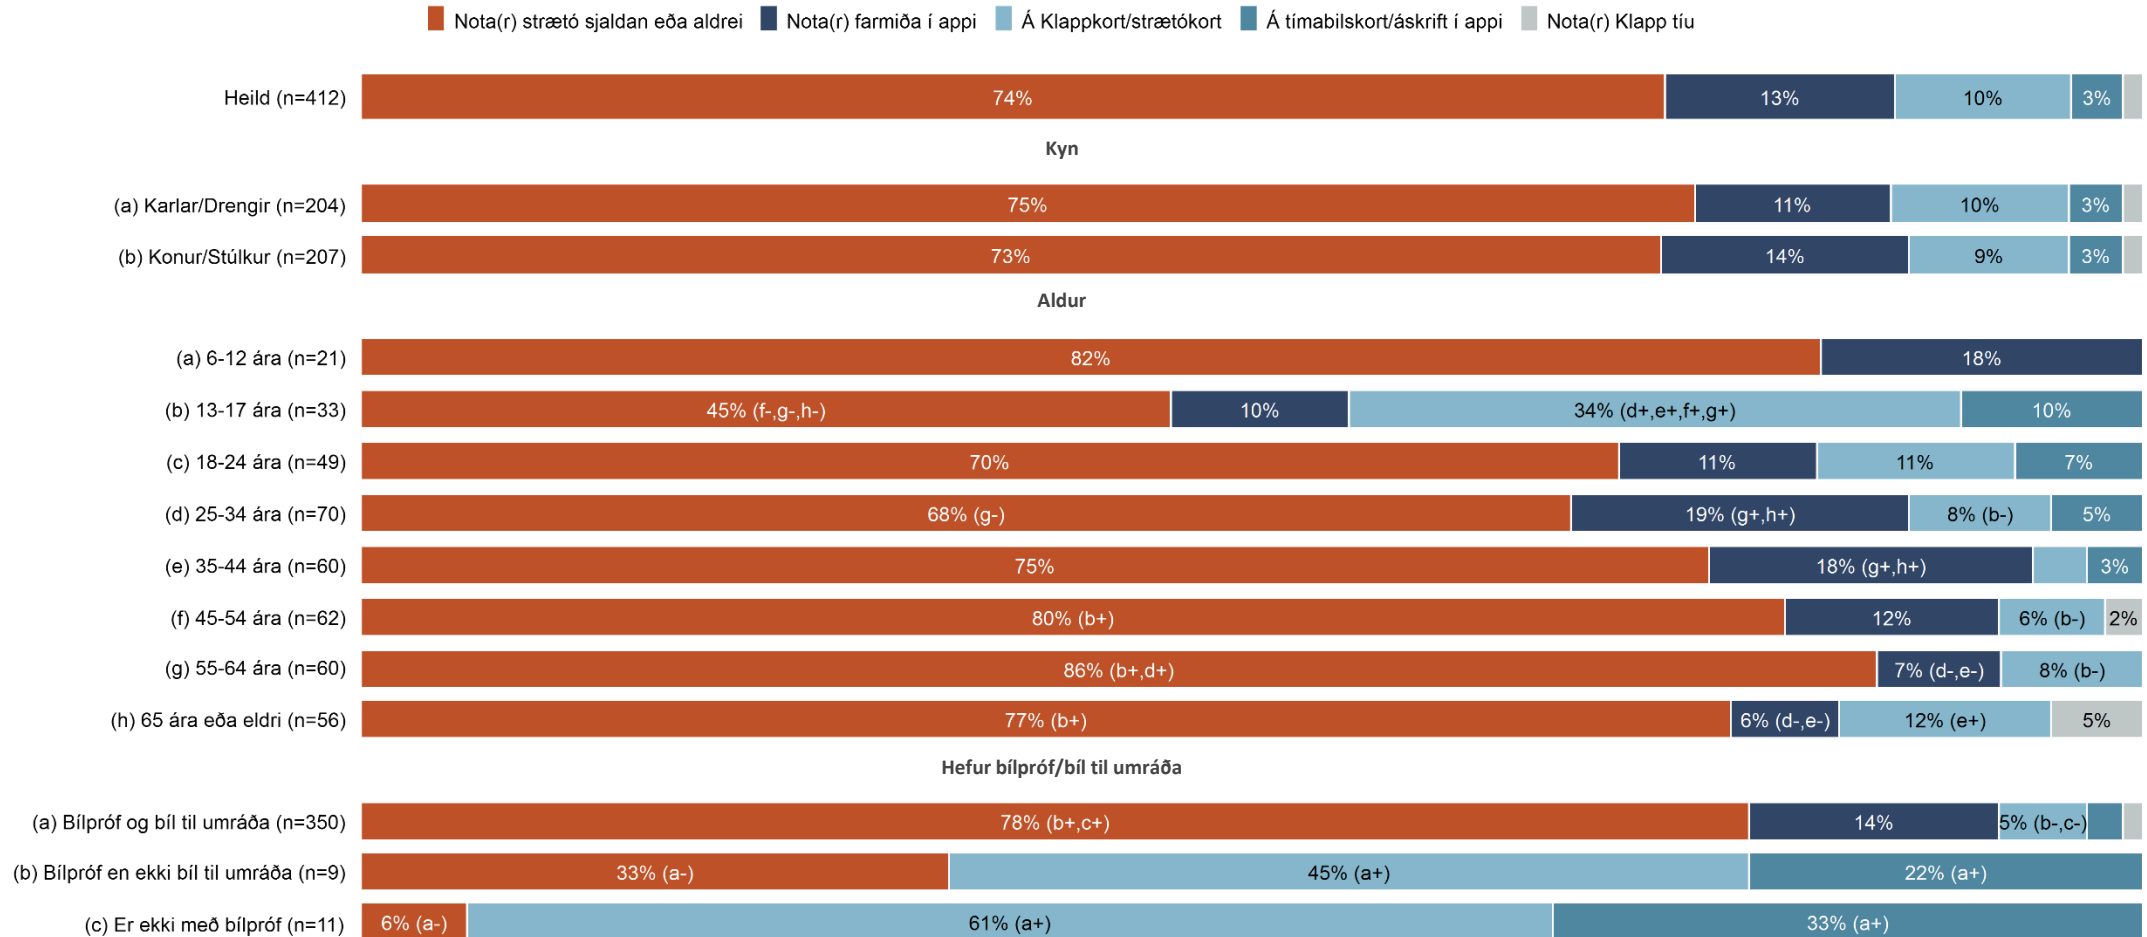 Nota(r) strætó sjaldan eða aldrei Nota(r) farmiða í appi Á Klappkort/strætókort Á tímabilskort/áskrift í appi Nota(r) Klapp tíu
Heild (n=412) 74% 13% 10% 3%
Kyn
(a) Karlar/Drengir (n=204) 75% 11% 10% 3%
(b) Konur/Stúlkur (n=207) 73% 14% 9% 3%
Aldur
(a) 6-12 ára (n=21) 82% 18%
(b) 13-17 ára (n=33) 45% (f-,g-,h-) 10% 34% (d+,e+,f+,g+) 10%
(c) 18-24 ára (n=49) 70% 11% 11% 7%
(d) 25-34 ára (n=70) 68% (g-) 19% (g+,h+) 8% (b-) 5%
(e) 35-44 ára (n=60) 75% 18% (g+,h+) 3%
(f) 45-54 ára (n=62) 80% (b+) 12% 6% (b-) 2%
(g) 55-64 ára (n=60) 86% (b+,d+) 7% (d-,e-) 8% (b-)
(h) 65 ára eða eldri (n=56) 77% (b+) 6% (d-,e-) 12% (e+) 5%
Hefur bílpróf/bíl til umráða
(a) Bílpróf og bíl til umráða (n=350) 78% (b+,c+) 14% 5% (b-,c-)
(b) Bílpróf en ekki bíl til umráða (n=9) 33% (a-) 45% (a+) 22% (a+)
(c) Er ekki með bílpróf (n=11) 6% (a-) 61% (a+) 33% (a+)